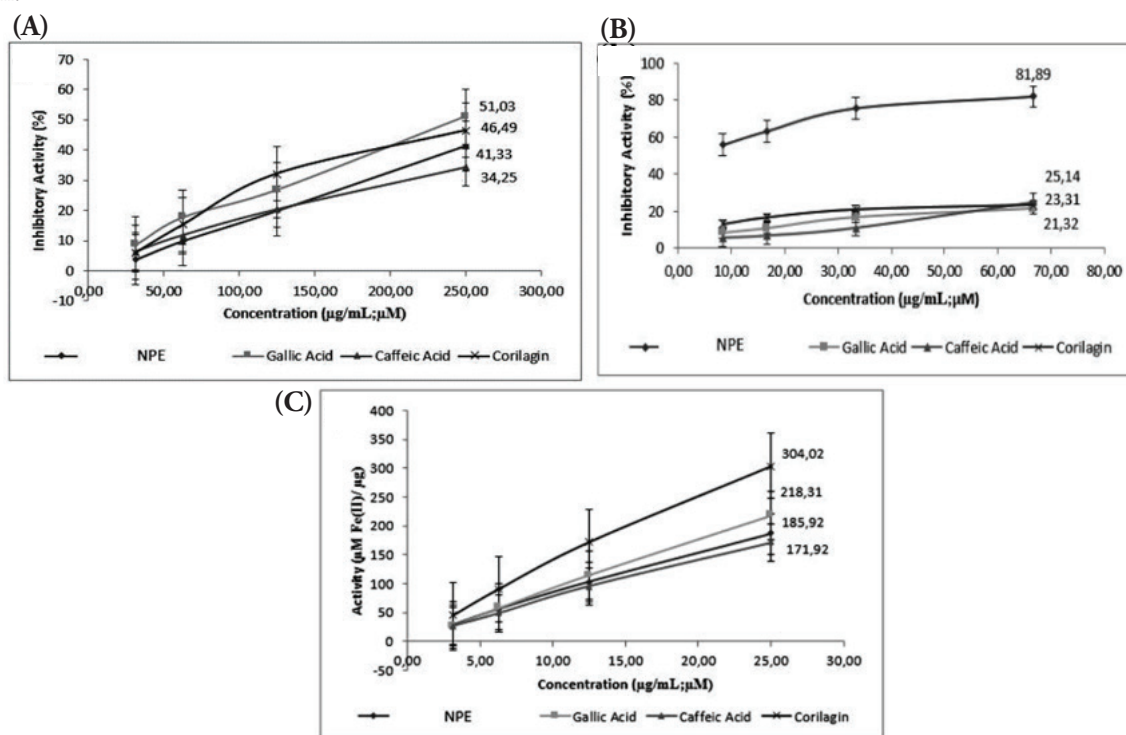 (A)
70
60
50
40
30
20
10
0
-10
Inhibitory Activity (%)
51,03
46,49
41,33
34,25
0,00 50,00 100,00 150,00 200,00 250,00 300,00
Concentration (µg/mL;µM)
NPE Gallic Acid Caffeic Acid Corilagin
(B)
100
80
60
40
20
0
Inhibitory Activity (%)
81,89
25,14
23,31
21,32
0,00 10,00 20,00 30,00 40,00 50,00 60,00 70,00 80,00
Concentration (µg/mL;µM)
NPE Gallic Acid Caffeic Acid Corilagin
(C)
400
350
300
250
200
150
100
50
0
-50
Activity (µM Fe(II)/ µg)
304,02
218,31
185,92
171,92
0,00 5,00 10,00 15,00 20,00 25,00 30,00
Concentration (µg/mL;µM)
NPE Gallic Acid Caffeic Acid Corilagin